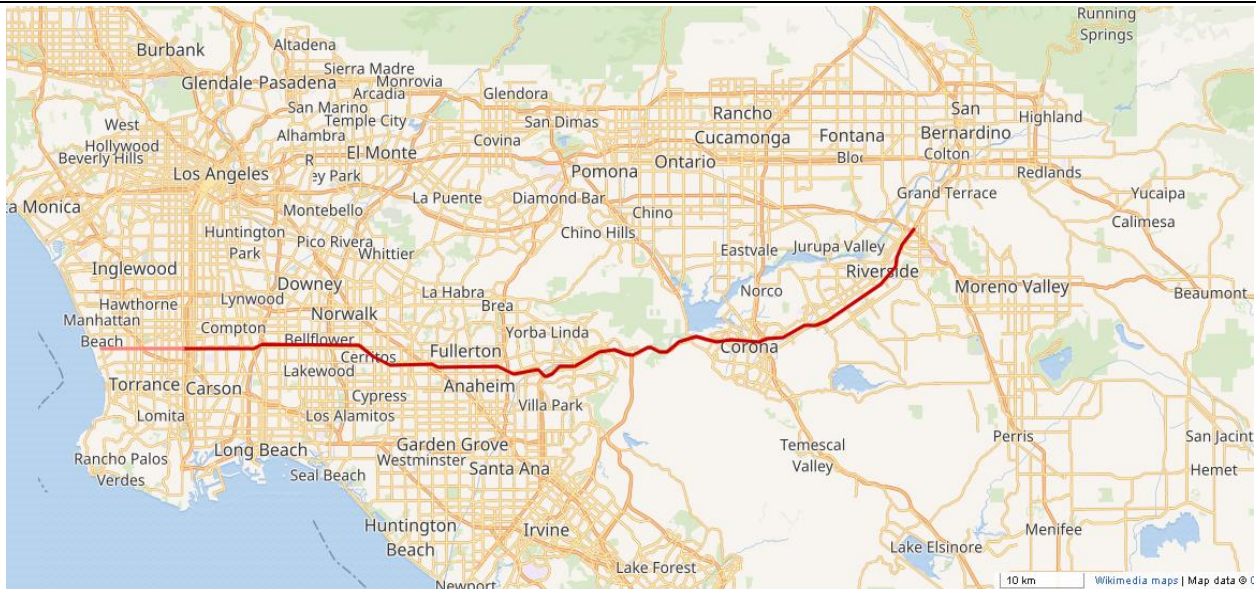 Running
Springs
Burbank
Altadena
Glendale
Pasadena
Sierra Madre
Monrovia
Arcadia
Glendora
San Marino
Temple City
San Dimas
Rancho
Cucamonga
Fontana
San
Bernardino
Highland
West
Hollywood
Beverly Hills
Alhambra
El Monte
Covina
Ontario
Colton
Los Angeles
R
ey Park
Pomona
Redlands
ta Monica
Montebello
La Puente
Diamond Bar
Chino
Grand Terrace
Yucaipa
Calimesa
Huntington
Park
Pico Rivera
Whittier
Chino Hills
Eastvale
Jurupa Valley
Inglewood
Downey
La Habra
Brea
Norco
Riverside
Moreno Valley
Beaumont
Hawthorne
Lynwood
Norwalk
Manhattan
Beach
Compton
Bellflower
Yorba Linda
Fullerton
Cerritos
Corona
Torrance
Carson
Lakewood
Anaheim
Cypress
Villa Park
Lomita
Los Alamitos
Rancho Palos
Verdes
Long Beach
Garden Grove
Westminster
Santa Ana
Seal Beach
Temescal
Valley
Perris
San Jacint
Hemet
Huntington
Beach
Irvine
Menifee
Lake Elsinore
Lake Forest
Newport
10 km
Wikimedia maps | Map data ©